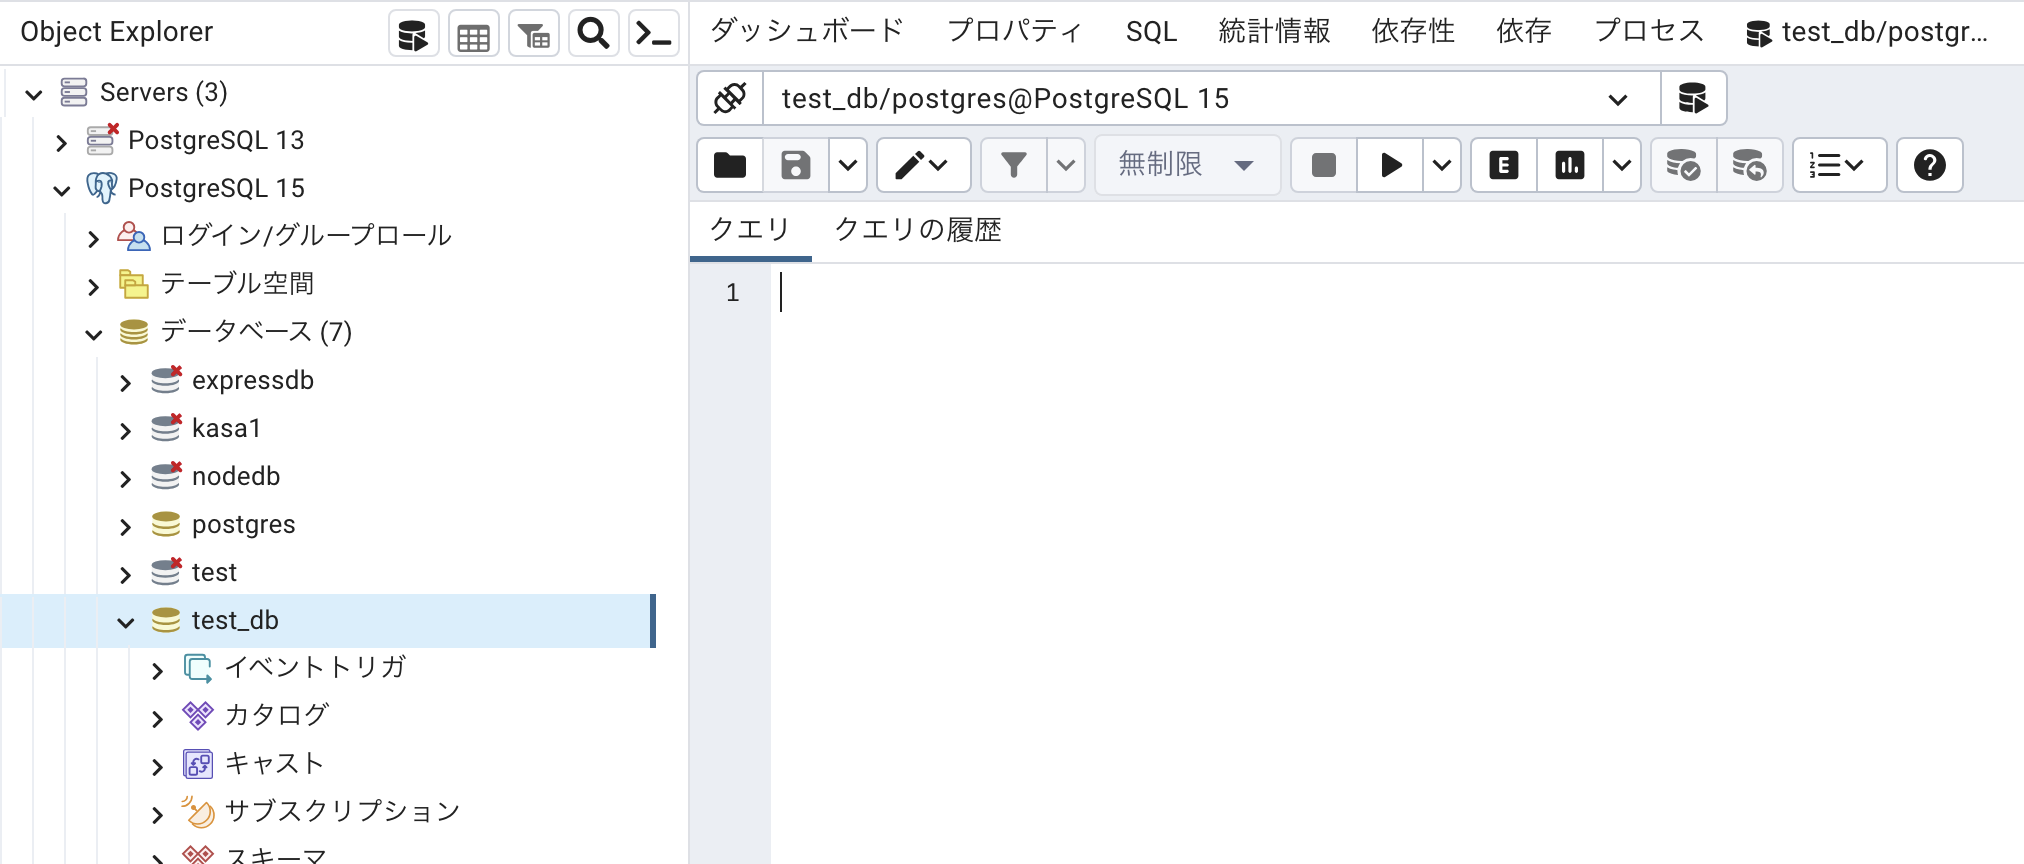 Object Explorer
ダッシュボード プロパティ SQL 統計情報 依存性 依存 プロセス test_db/postgr...
Servers (3)
PostgreSQL 13
PostgreSQL 15
ログイン/グループロール
テーブル空間
データベース (7)
expressdb
kasa1
nodedb
postgres
test
test_db
イベントトリガ
カタログ
キャスト
サブスクリプション
スキーマ
test_db/postgres@PostgreSQL 15
無制限
E
クエリ クエリの履歴
1